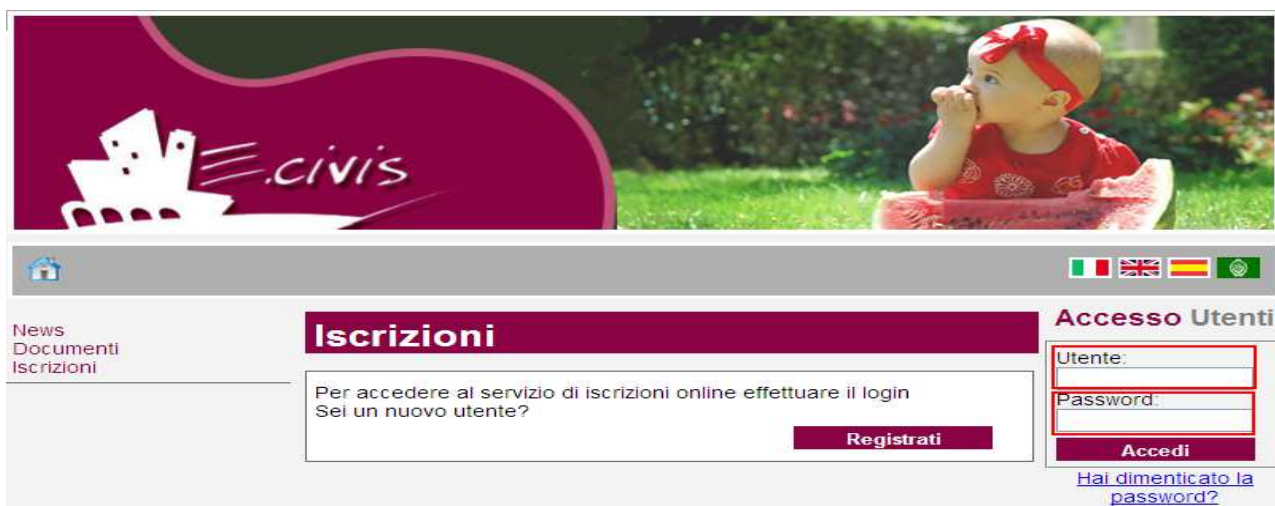 E.civis
News
Documenti
Iscrizioni
Iscrizioni
Per accedere al servizio di iscrizioni online effettuare il login
Sei un nuovo utente?
Registrati
Accesso Utenti
Utente:
Password:
Accedi
Hai dimenticato la
password?